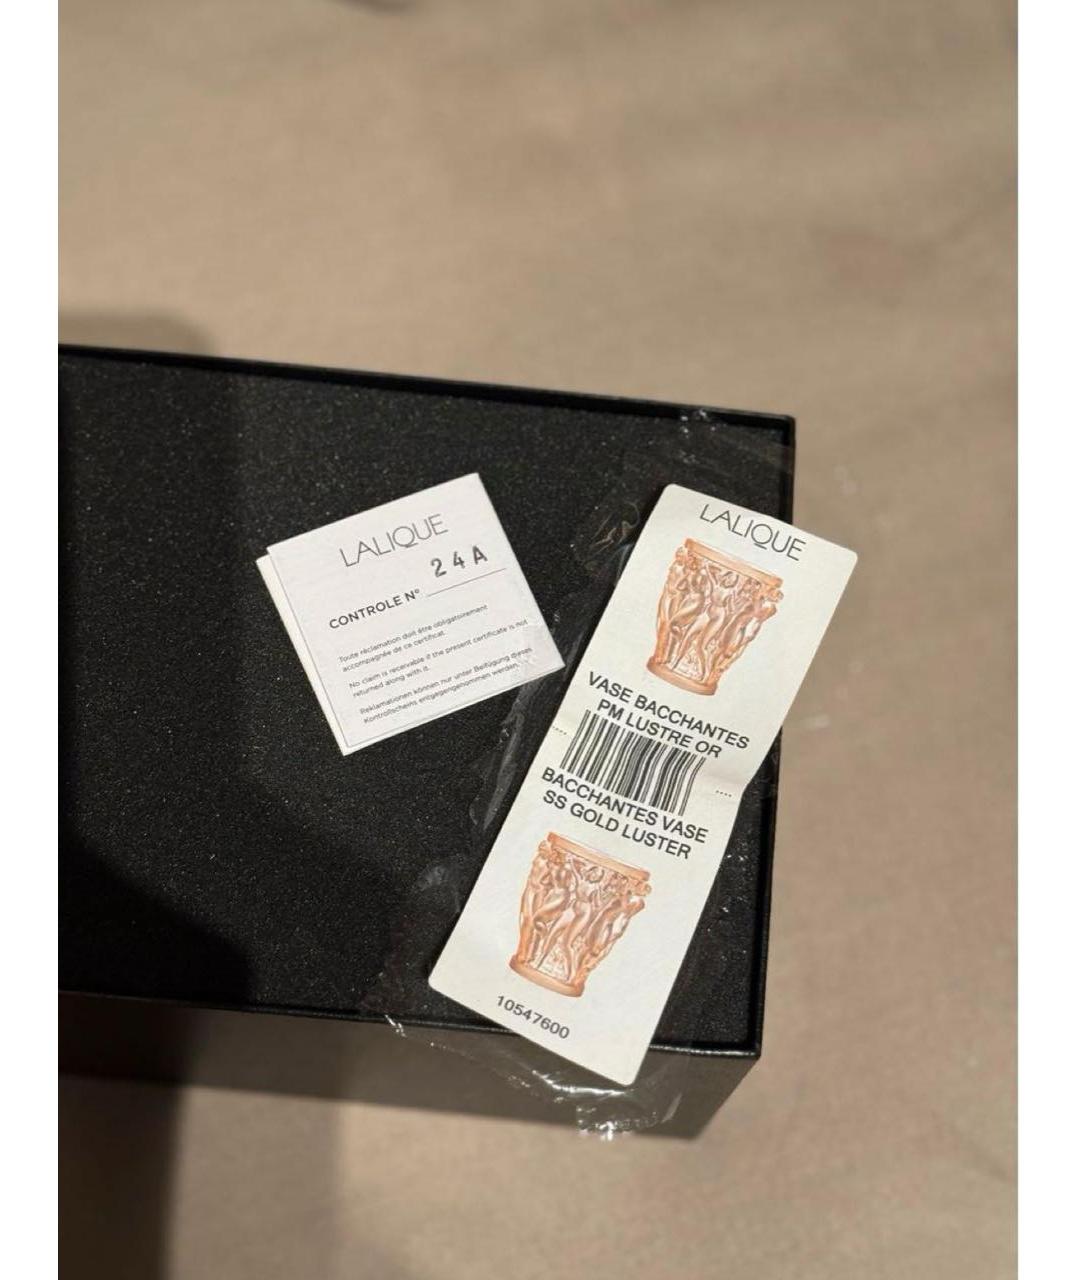 LALIQUE
24A
CONTROLE N°
Toute réclamation doit être obligatoirement
accompagnée de ce certificat.
No claim is receivable if the present certificate is not
returned along with it.
Reklamationen können nur unter Beifügung dieses
Kontrollscheins entgegengenommen werden.
LALIQUE
VASE BACCHANTES
PM LUSTRE OR
BACCHANTES VASE
SS GOLD LUSTER
10547600